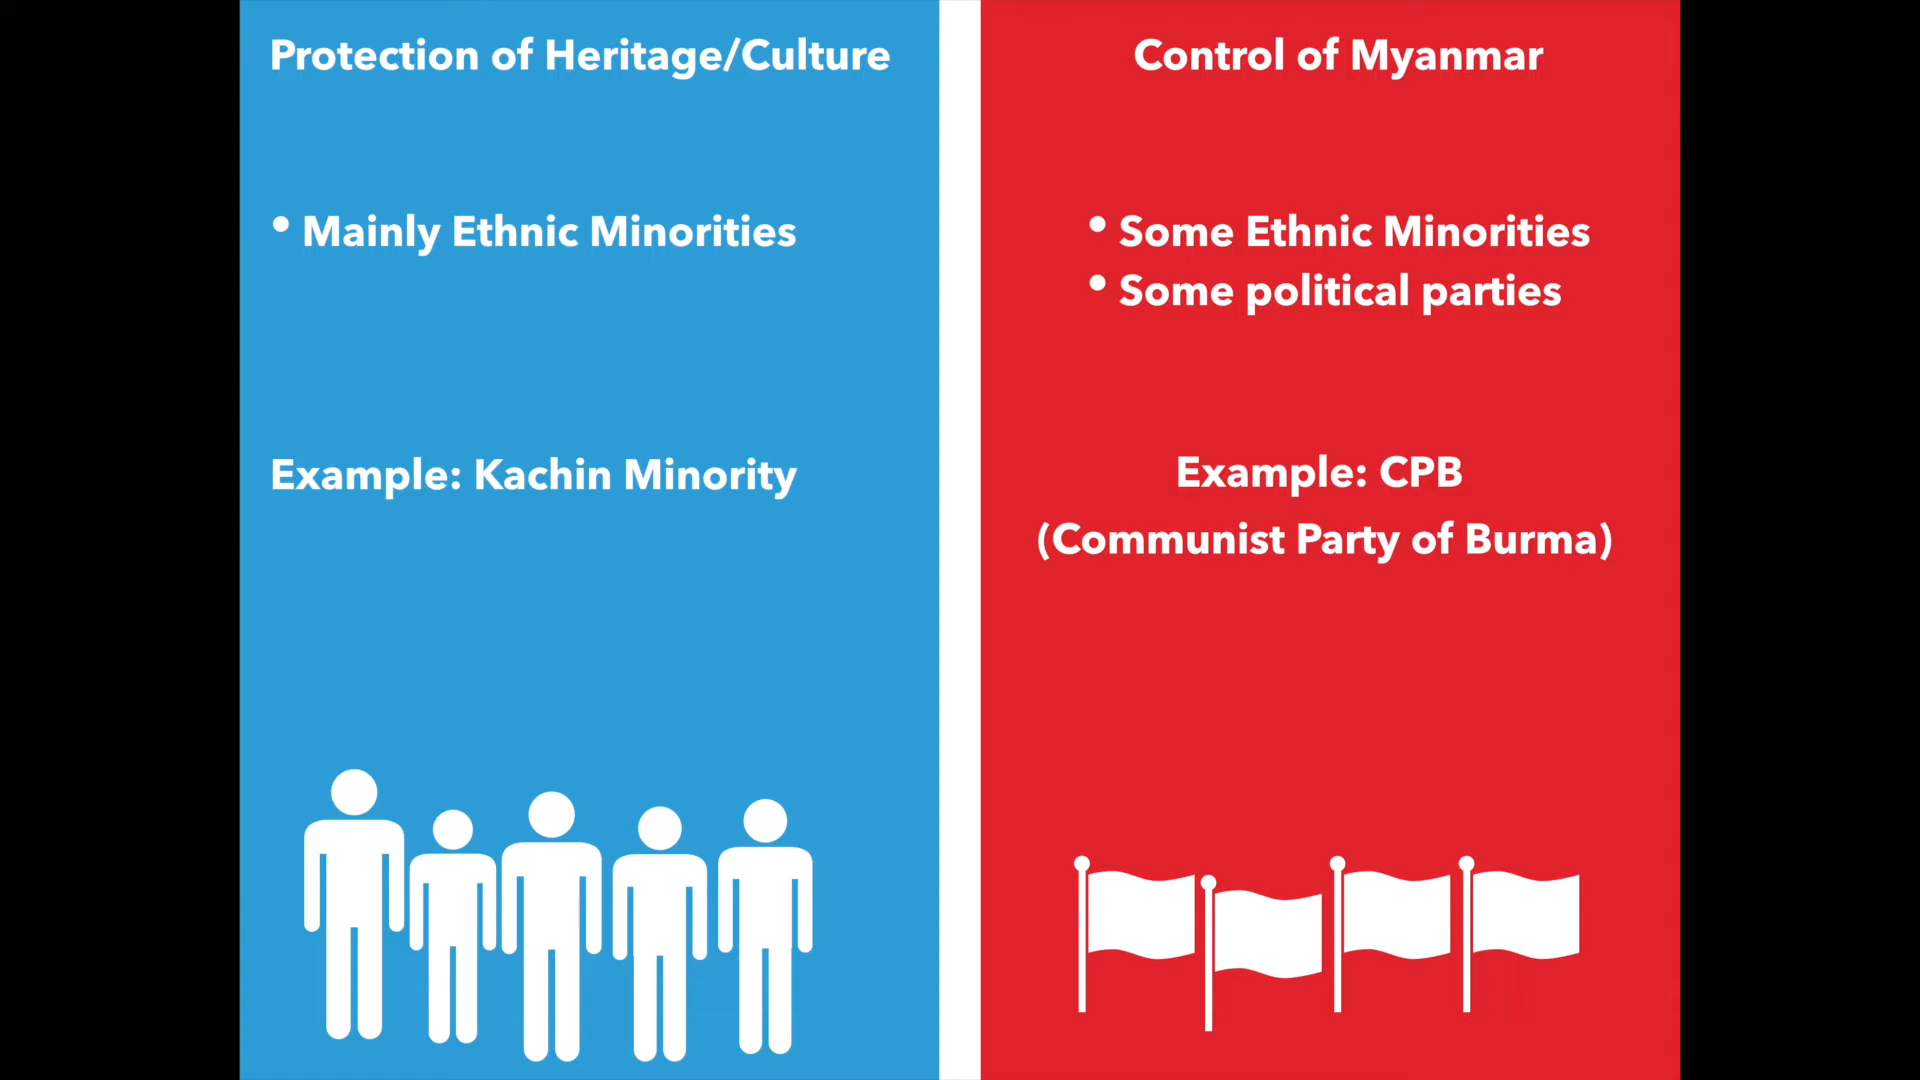 Protection of Heritage/Culture
• Mainly Ethnic Minorities
Example: Kachin Minority
Control of Myanmar
• Some Ethnic Minorities
• Some political parties
Example: CPB
(Communist Party of Burma)